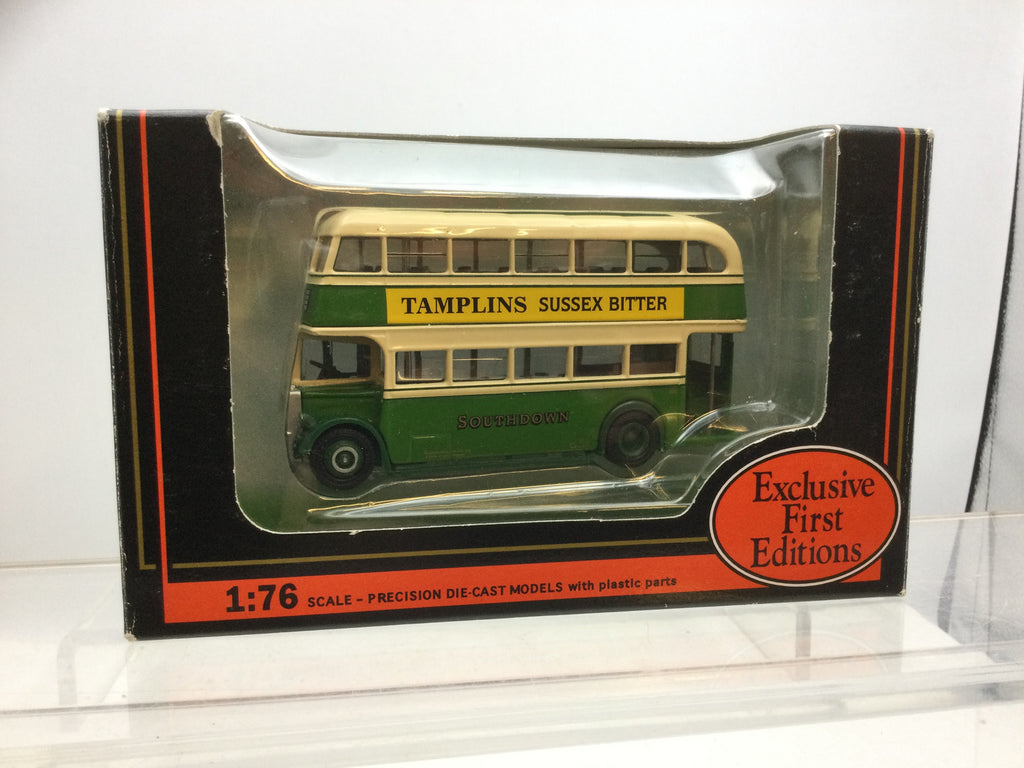 TAMPLINS SUSSEX BITTER
SOUTHDOWN
Exclusive
First
Editions
1:76 SCALE – PRECISION DIE-CAST MODELS with plastic parts